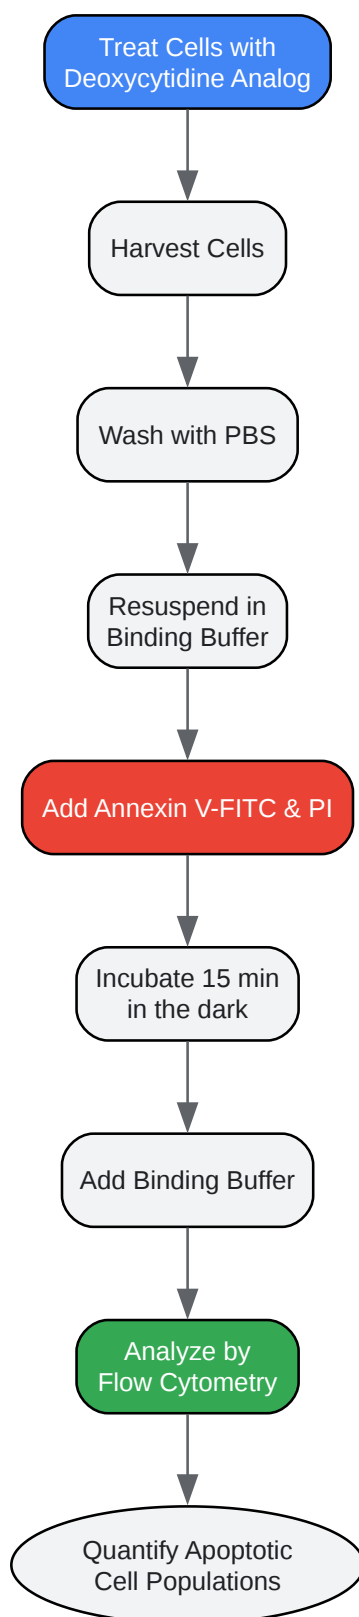 Treat Cells with
Deoxycytidine Analog
Harvest Cells
Wash with PBS
Resuspend in
Binding Buffer
Add Annexin V-FITC & PI
Incubate 15 min
in the dark
Add Binding Buffer
Analyze by
Flow Cytometry
Quantify Apoptotic
Cell Populations